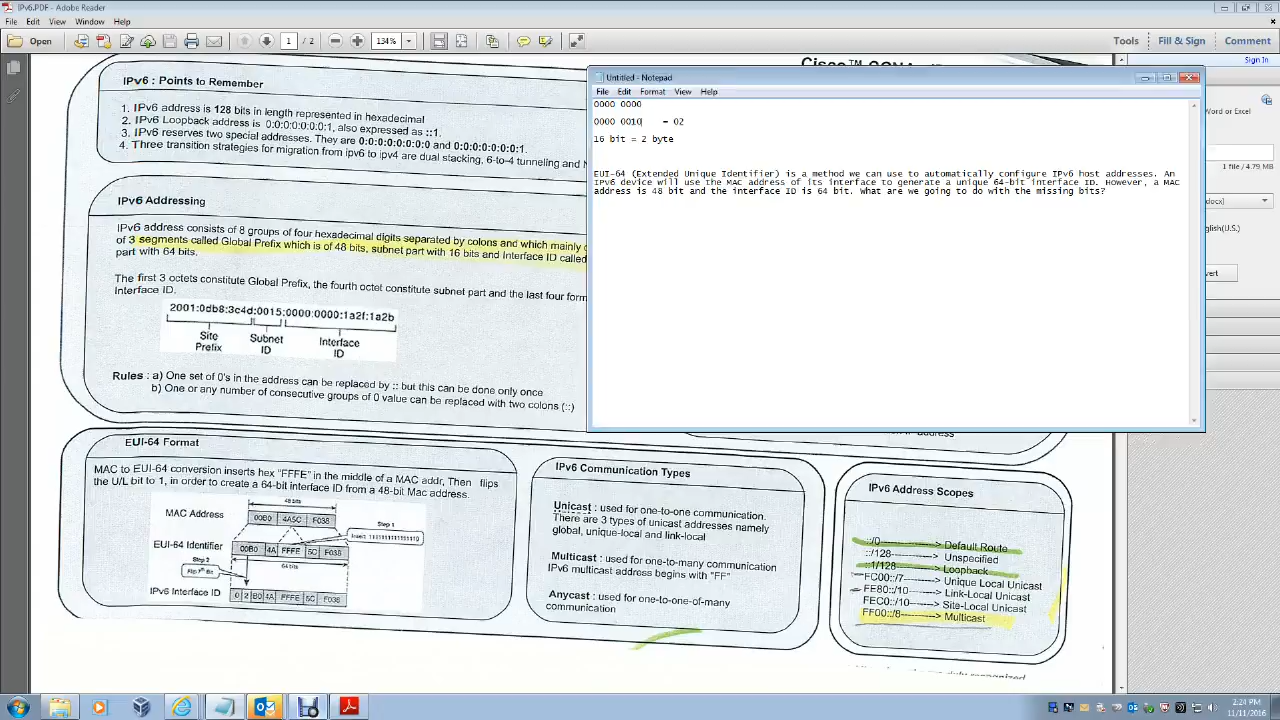 IPv6.PDF - Adobe Reader
File Edit View Window Help
Open 1 / 2 134% Tools Fill & Sign Comment
Sign In
IPv6 : Points to Remember
1. IPv6 address is 128 bits in length represented in hexadecimal
2. IPv6 Loopback address is 0:0:0:0:0:0:0:1, also expressed as ::1.
3. IPv6 reserves two special addresses. They are 0:0:0:0:0:0:0:0 and 0:0:0:0:0:0:0:1.
4. Three transition strategies for migration from ipv6 to ipv4 are dual stacking, 6-to-4 tunneling and
IPv6 Addressing
IPv6 address consists of 8 groups of four hexadecimal digits separated by colons and which mainly
of 3 segments called Global Prefix which is of 48 bits, subnet part with 16 bits and Interface ID called
part with 64 bits.
The first 3 octets constitute Global Prefix, the fourth octet constitute subnet part and the last four form
Interface ID.
2001:0db8:3c4d:0015:0000:0000:1a2f:1a2b
Site Prefix
Subnet ID
Interface ID
Rules : a) One set of 0's in the address can be replaced by :: but this can be done only once
b) One or any number of consecutive groups of 0 value can be replaced with two colons (::)
Untitled - Notepad
File Edit Format View Help
0000 0000
0000 0010 = 02
16 bit = 2 byte
EUI-64 (Extended Unique Identifier) is a method we can use to automatically configure IPv6 host addresses. An
IPv6 device will use the MAC address of its interface to generate a unique 64-bit interface ID. However, a MAC
address is 48 bit and the interface ID is 64 bit. What are we going to do with the missing bits?
Word or Excel
1 file / 4.79 MB
docx)
glish(U.S.)
vert
EUI-64 Format
MAC to EUI-64 conversion inserts hex "FFFE" in the middle of a MAC addr, Then flips
the U/L bit to 1, in order to create a 64-bit interface ID from a 48-bit Mac address.
48 bits
MAC Address 00B0 4A5C F038
Step 1
Insert 1111111111111110
EUI-64 Identifier 00B0 4A FFFE 5C F038
Step 2
64 bits
IPv6 Interface ID 0 2 B0 4A FFFE 5C F038
IPv6 Communication Types
Unicast : used for one-to-one communication.
There are 3 types of unicast addresses namely
global, unique-local and link-local
Multicast : used for one-to-many communication
IPv6 multicast address begins with "FF"
Anycast : used for one-to-one-of-many
communication
IPv6 Address Scopes
::/0--------> Default Route
::/128--------> Unspecified
::1/128--------> Loopback
FC00::/7--------> Unique Local Unicast
FE80::/10--------> Link-Local Unicast
FEC0::/10--------> Site-Local Unicast
FF00::/8--------> Multicast
2:24 PM
11/11/2016